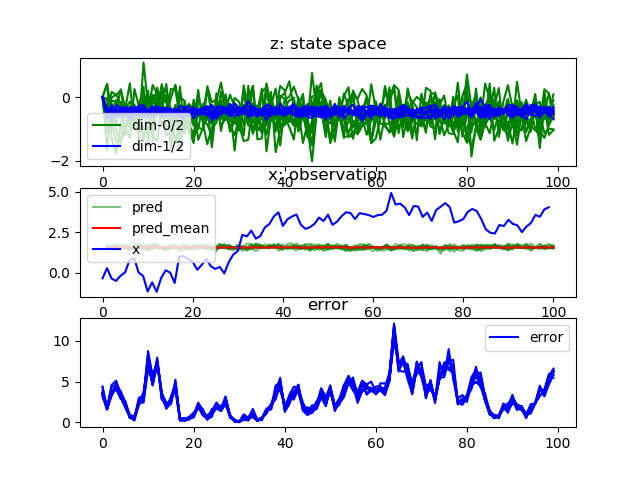 z: state space
0
−2
dim-0/2
dim-1/2
0 20 40 60 80 100
x: observation
5.0
2.5
0.0
pred
pred_mean
x
0 20 40 60 80 100
error
10
5
0
error
0 20 40 60 80 100